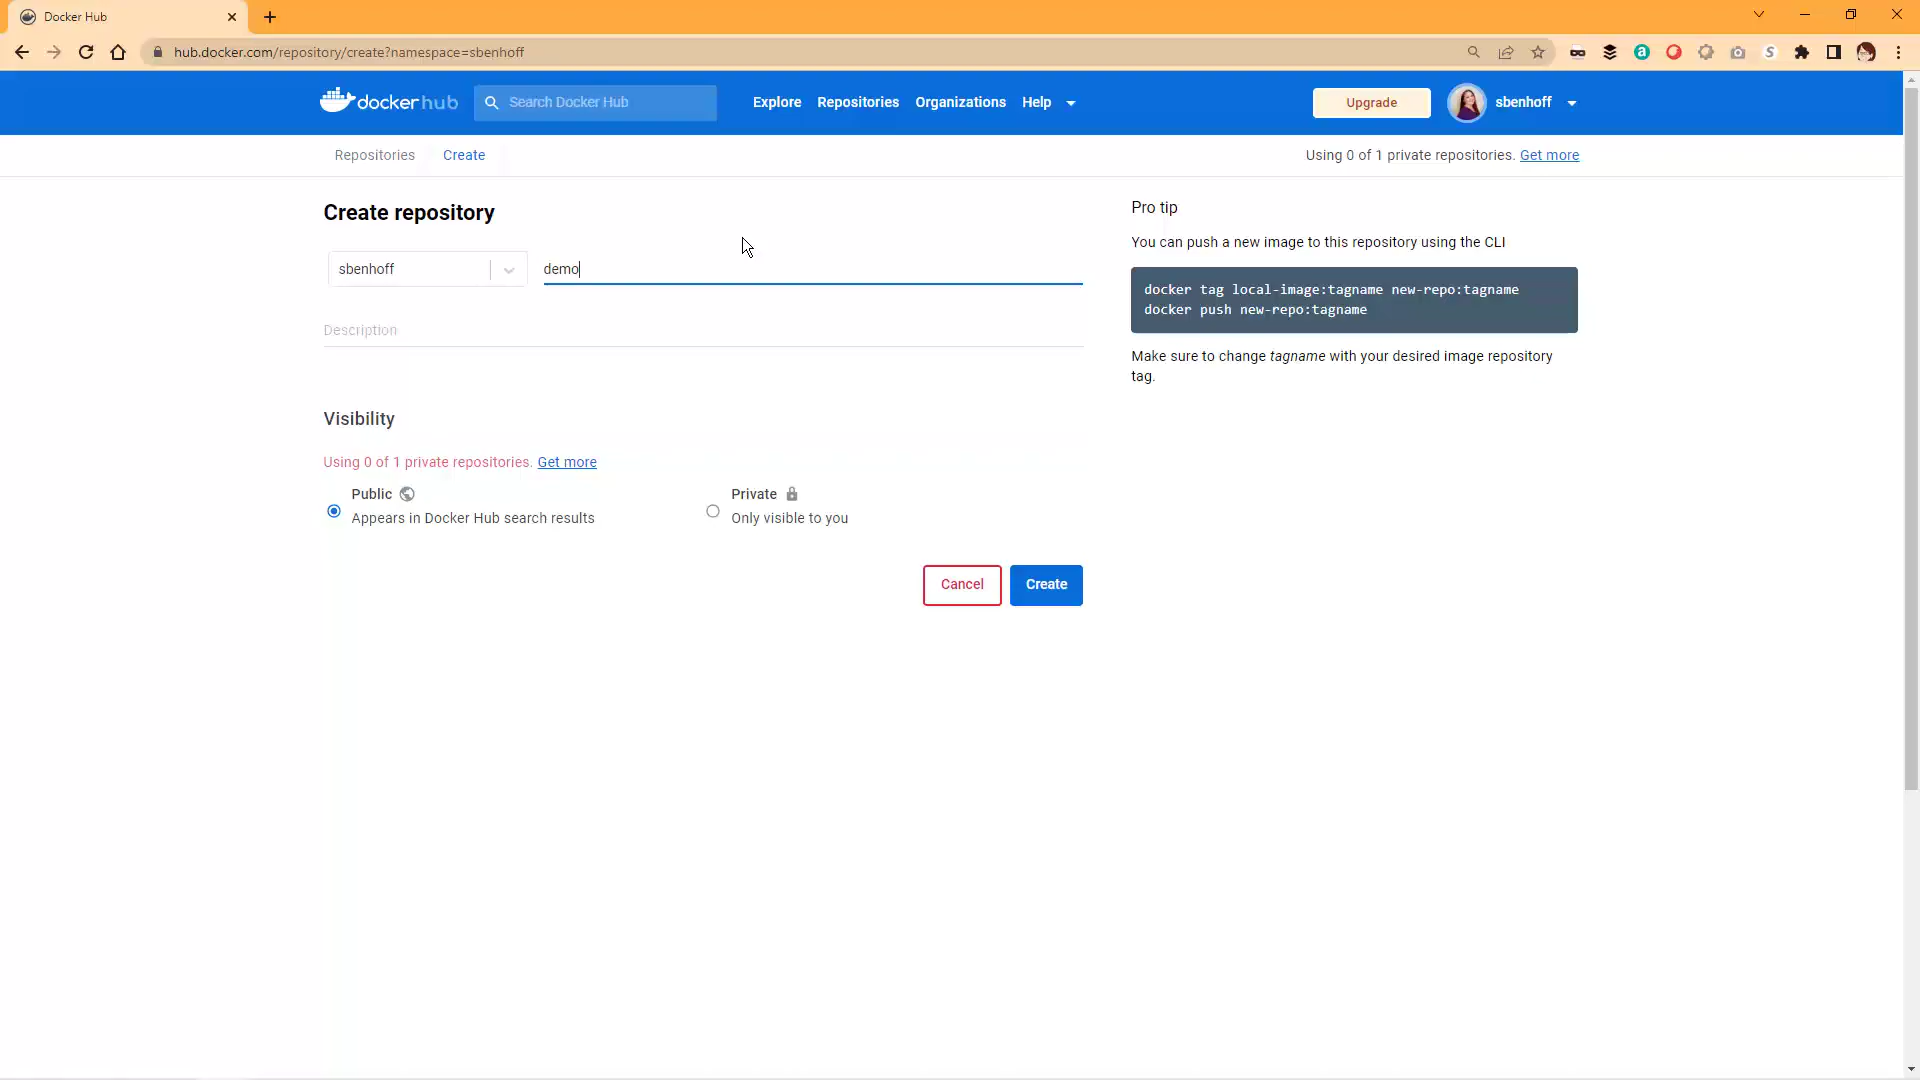 Docker Hub
hub.docker.com/repository/create?namespace=sbenhoff
dockerhub
Search Docker Hub
Explore
Repositories
Organizations
Help
Upgrade
sbenhoff
Repositories
Create
Using 0 of 1 private repositories. Get more
Create repository
sbenhoff
demo
Description
Visibility
Using 0 of 1 private repositories. Get more
Public
Appears in Docker Hub search results
Private
Only visible to you
Cancel
Create
Pro tip
You can push a new image to this repository using the CLI
docker tag local-image:tagname new-repo:tagname
docker push new-repo:tagname
Make sure to change tagname with your desired image repository
tag.